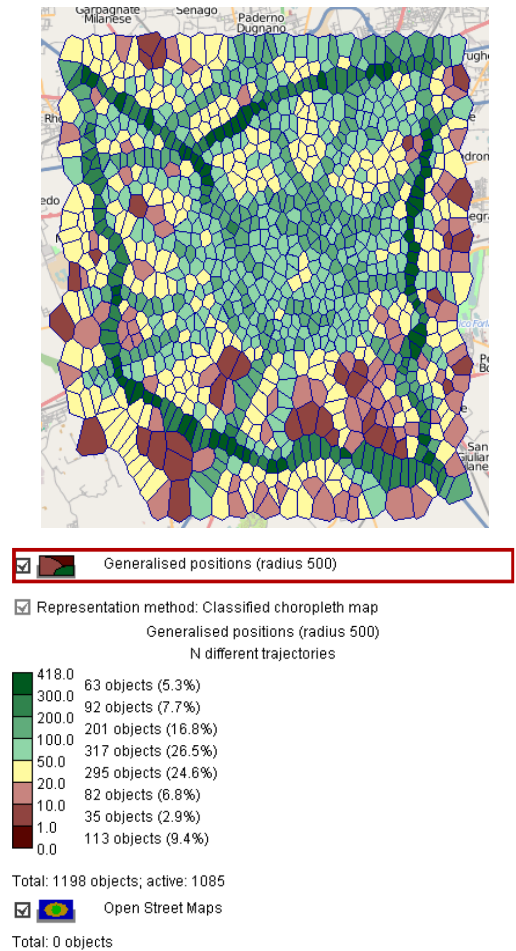 Garbagnate
Milanese
Senago
Paderno
Dugnano
Rh
Generalised positions (radius 500)
Representation method: Classified choropleth map
Generalised positions (radius 500)
N different trajectories
418.0
63 objects (5.3%)
300.0
92 objects (7.7%)
200.0
201 objects (16.8%)
100.0
317 objects (26.5%)
50.0
295 objects (24.6%)
20.0
82 objects (6.8%)
10.0
35 objects (2.9%)
1.0
113 objects (9.4%)
0.0
Total: 1198 objects; active: 1085
Open Street Maps
Total: 0 objects